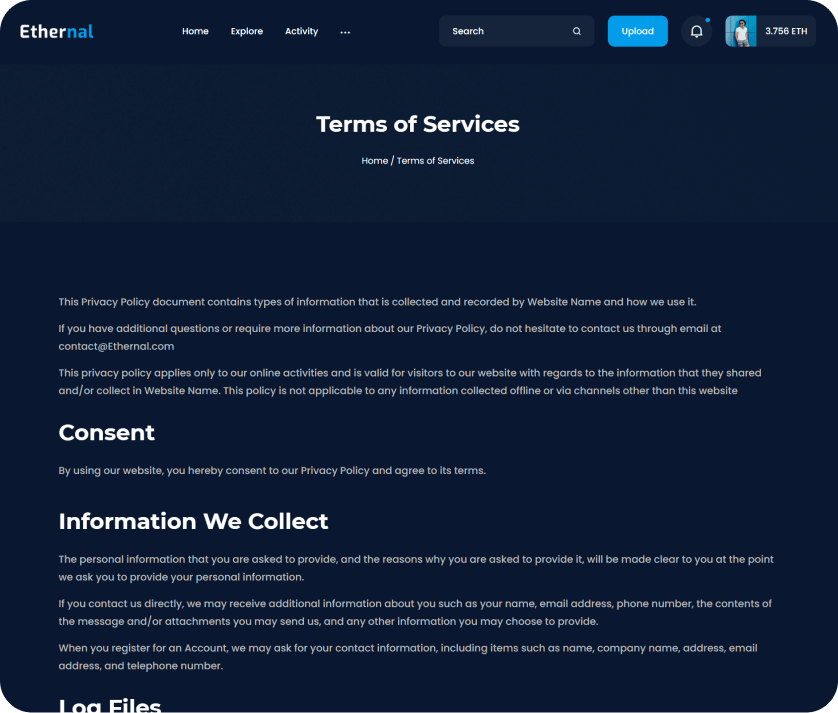 Ethernal
Home Explore Activity ...
Search
Upload
3.756 ETH
Terms of Services
Home / Terms of Services
This Privacy Policy document contains types of information that is collected and recorded by Website Name and how we use it.
If you have additional questions or require more information about our Privacy Policy, do not hesitate to contact us through email at
contact@Ethernal.com
This privacy policy applies only to our online activities and is valid for visitors to our website with regards to the information that they shared
and/or collect in Website Name. This policy is not applicable to any information collected offline or via channels other than this website
Consent
By using our website, you hereby consent to our Privacy Policy and agree to its terms.
Information We Collect
The personal information that you are asked to provide, and the reasons why you are asked to provide it, will be made clear to you at the point
we ask you to provide your personal information.
If you contact us directly, we may receive additional information about you such as your name, email address, phone number, the contents of
the message and/or attachments you may send us, and any other information you may choose to provide.
When you register for an Account, we may ask for your contact information, including items such as name, company name, address, email
address, and telephone number.
Log Files